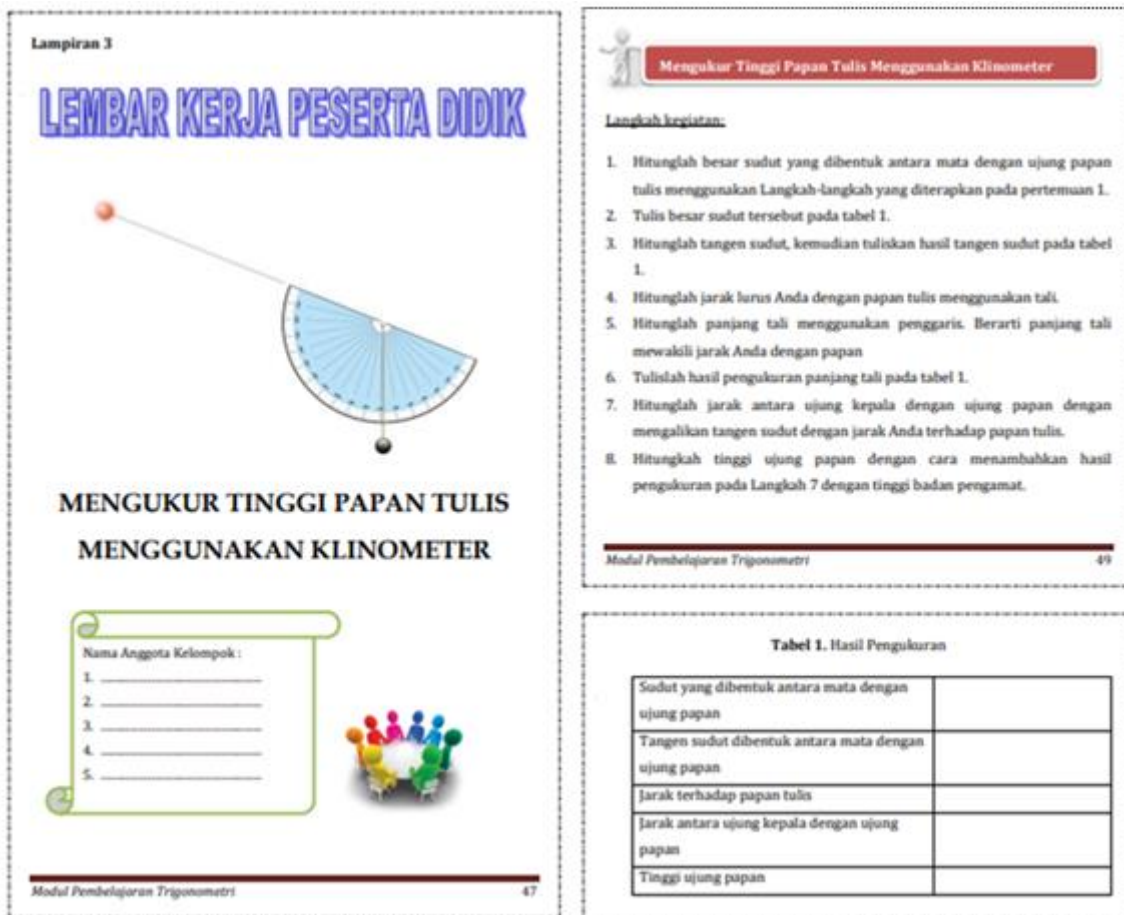 Lampiran 3
LEMBAR KERJA PESERTA DIDIK
MENGUKUR TINGGI PAPAN TULIS
MENGGUNAKAN KLINOMETER
Nama Anggota Kelompok :
1.
2.
3.
4.
5.
Modul Pembelajaran Trigonometri 47
Mengukur Tinggi Papan Tulis Menggunakan Klinometer
Langkah kegiatan:
1. Hitunglah besar sudut yang dibentuk antara mata dengan ujung papan
tulis menggunakan Langkah-langkah yang diterapkan pada pertemuan 1.
2. Tulis besar sudut tersebut pada tabel 1.
3. Hitunglah tangen sudut, kemudian tuliskan hasil tangen sudut pada tabel
1.
4. Hitunglah jarak lurus Anda dengan papan tulis menggunakan tali.
5. Hitunglah panjang tali menggunakan penggaris. Berarti panjang tali
mewakili jarak Anda dengan papan
6. Tulislah hasil pengukuran panjang tali pada tabel 1.
7. Hitunglah jarak antara ujung kepala dengan ujung papan dengan
mengalikan tangen sudut dengan jarak Anda terhadap papan tulis.
8. Hitungkah tinggi ujung papan dengan cara menambahkan hasil
pengukuran pada Langkah 7 dengan tinggi badan pengamat.
Modul Pembelajaran Trigonometri 49
Tabel 1. Hasil Pengukuran
Sudut yang dibentuk antara mata dengan
ujung papan
Tangen sudut dibentuk antara mata dengan
ujung papan
Jarak terhadap papan tulis
Jarak antara ujung kepala dengan ujung
papan
Tinggi ujung papan